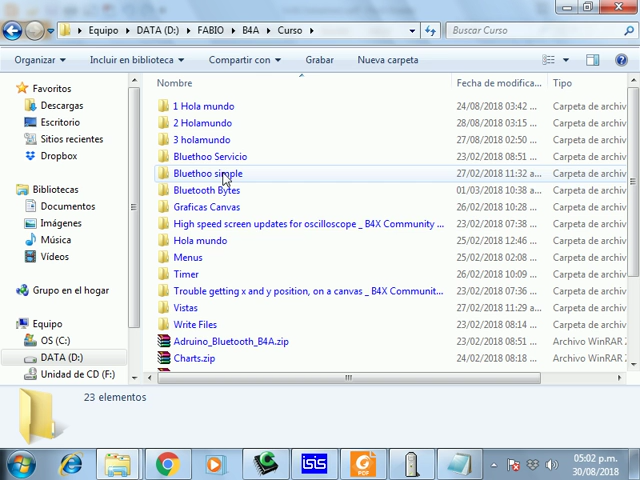 Equipo ▸ DATA (D:) ▸ FABIO ▸ B4A ▸ Curso ▸
Buscar Curso
Organizar
Incluir en biblioteca
Compartir con
Grabar
Nueva carpeta
Favoritos
Descargas
Escritorio
Sitios recientes
Dropbox
Bibliotecas
Documentos
Imágenes
Música
Vídeos
Grupo en el hogar
Equipo
OS (C:)
DATA (D:)
Unidad de CD (F:)
Nombre Fecha de modifica... Tipo
1 Hola mundo 24/08/2018 03:42 ... Carpeta de archiv
2 Holamundo 28/08/2018 03:15 ... Carpeta de archiv
3 holamundo 27/08/2018 02:50 ... Carpeta de archiv
Bluethoo Servicio 23/02/2018 08:51 ... Carpeta de archiv
Bluethoo simple 27/02/2018 11:32 a... Carpeta de archiv
Bluetooth Bytes 01/03/2018 10:38 a... Carpeta de archiv
Graficas Canvas 26/02/2018 10:28 ... Carpeta de archiv
High speed screen updates for oscilloscope _ B4X Community ... 23/02/2018 07:38 ... Carpeta de archiv
Hola mundo 25/02/2018 12:46 ... Carpeta de archiv
Menus 25/02/2018 02:08 ... Carpeta de archiv
Timer 26/02/2018 10:09 ... Carpeta de archiv
Trouble getting x and y position, on a canvas _ B4X Communit... 23/02/2018 07:36 ... Carpeta de archiv
Vistas 27/02/2018 11:29 a... Carpeta de archiv
Write Files 23/02/2018 08:14 ... Carpeta de archiv
Adruino_Bluetooth_B4A.zip 23/02/2018 08:51 ... Archivo WinRAR Z
Charts.zip 24/02/2018 08:18 ... Archivo WinRAR Z
23 elementos
isis
PDF
05:02 p.m.
30/08/2018